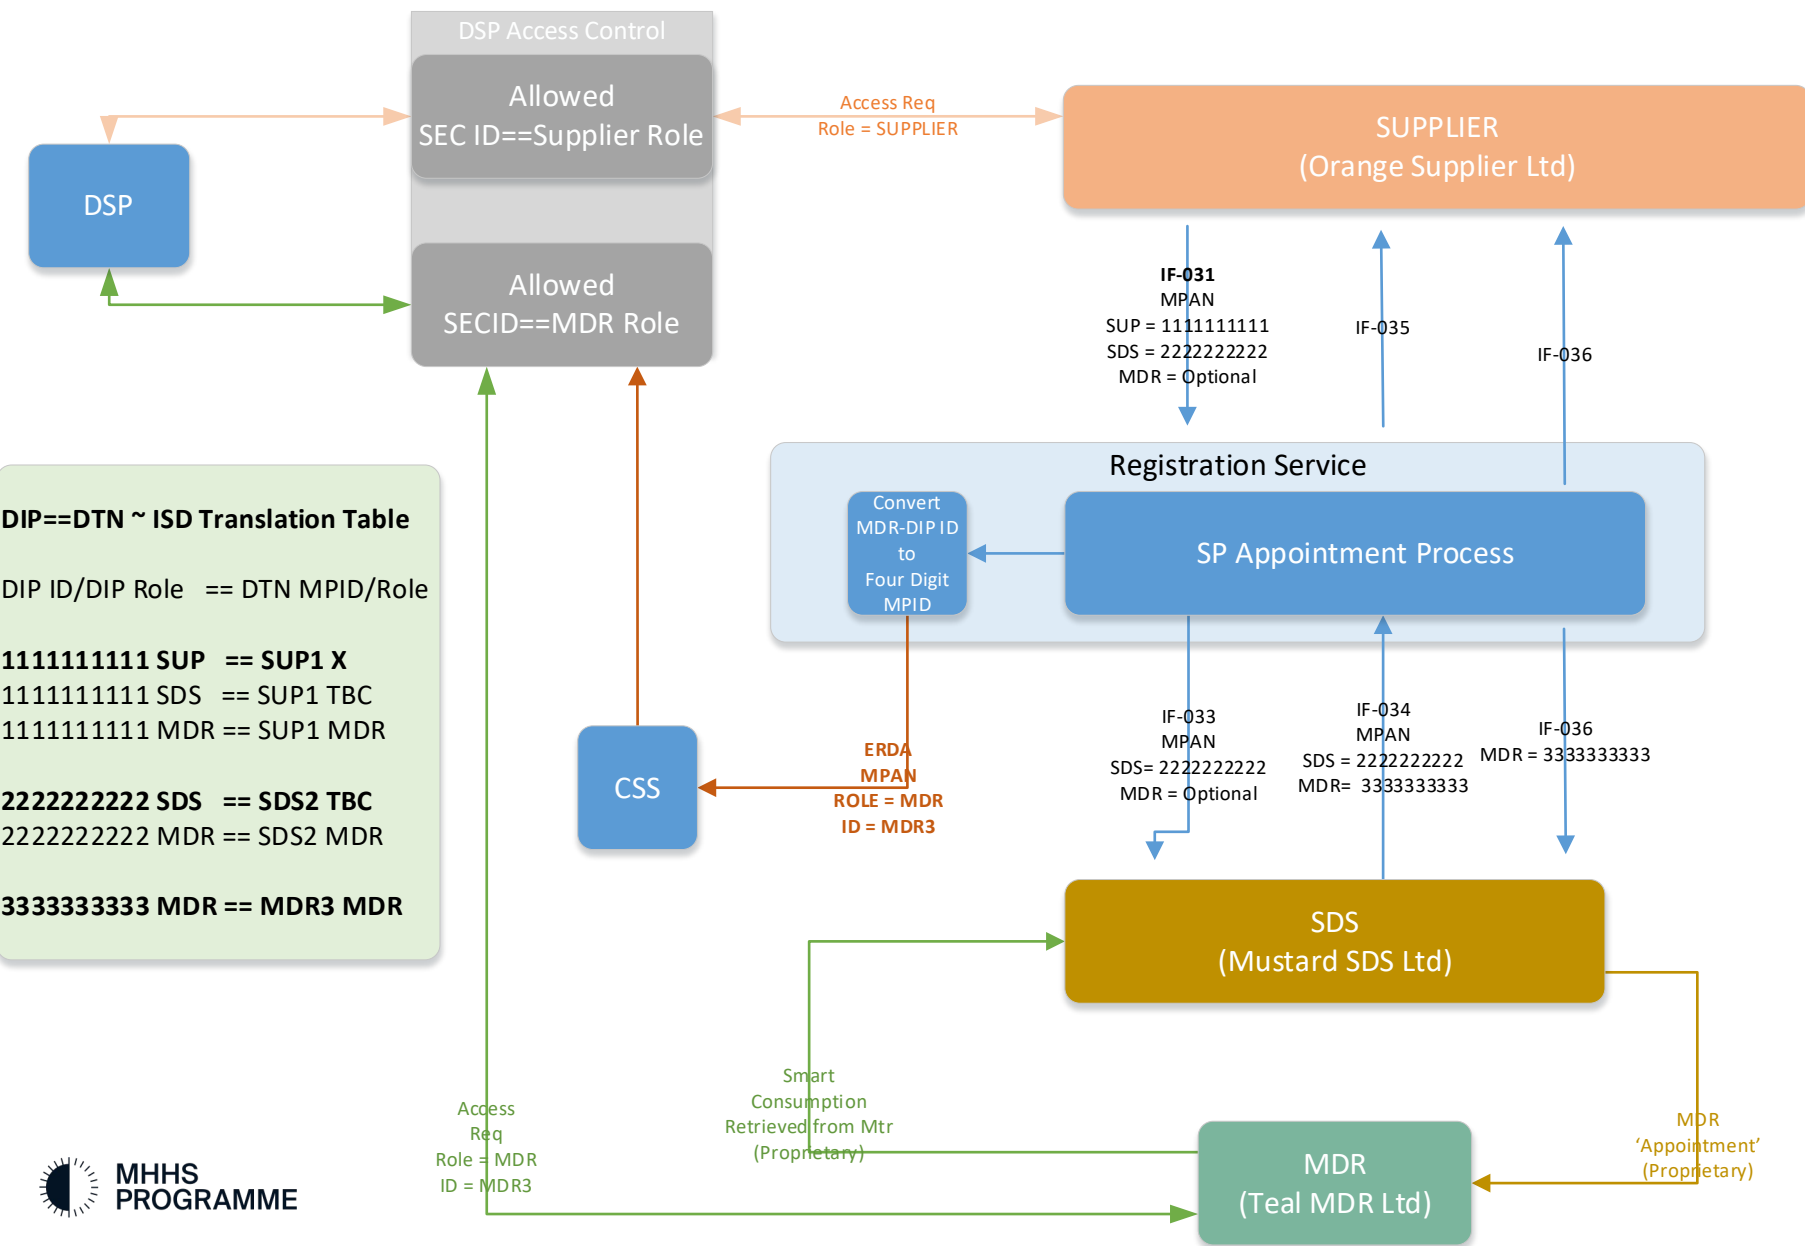 DSP Access Control
Allowed
SEC ID==Supplier Role
Access Req
Role = SUPPLIER
SUPPLIER
(Orange Supplier Ltd)
DSP
Allowed
SECID==MDR Role
IF-031
MPAN
SUP = 1111111111
SDS = 2222222222
MDR = Optional
IF-035
IF-036
Registration Service
Convert
MDR-DIP ID
to
Four Digit
MPID
SP Appointment Process
DIP==DTN ~ ISD Translation Table
DIP ID/DIP Role == DTN MPID/Role
1111111111 SUP == SUP1 X
1111111111 SDS == SUP1 TBC
1111111111 MDR == SUP1 MDR
2222222222 SDS == SDS2 TBC
2222222222 MDR == SDS2 MDR
3333333333 MDR == MDR3 MDR
CSS
ERDA
MPAN
ROLE = MDR
ID = MDR3
IF-033
MPAN
SDS= 2222222222
MDR = Optional
IF-034
MPAN
SDS = 2222222222
MDR= 3333333333
IF-036
MDR = 3333333333
SDS
(Mustard SDS Ltd)
Smart
Consumption
Retrieved from Mtr
(Proprietary)
Access
Req
Role = MDR
ID = MDR3
MDR
(Teal MDR Ltd)
MDR
‘Appointment’
(Proprietary)
MHHS
PROGRAMME